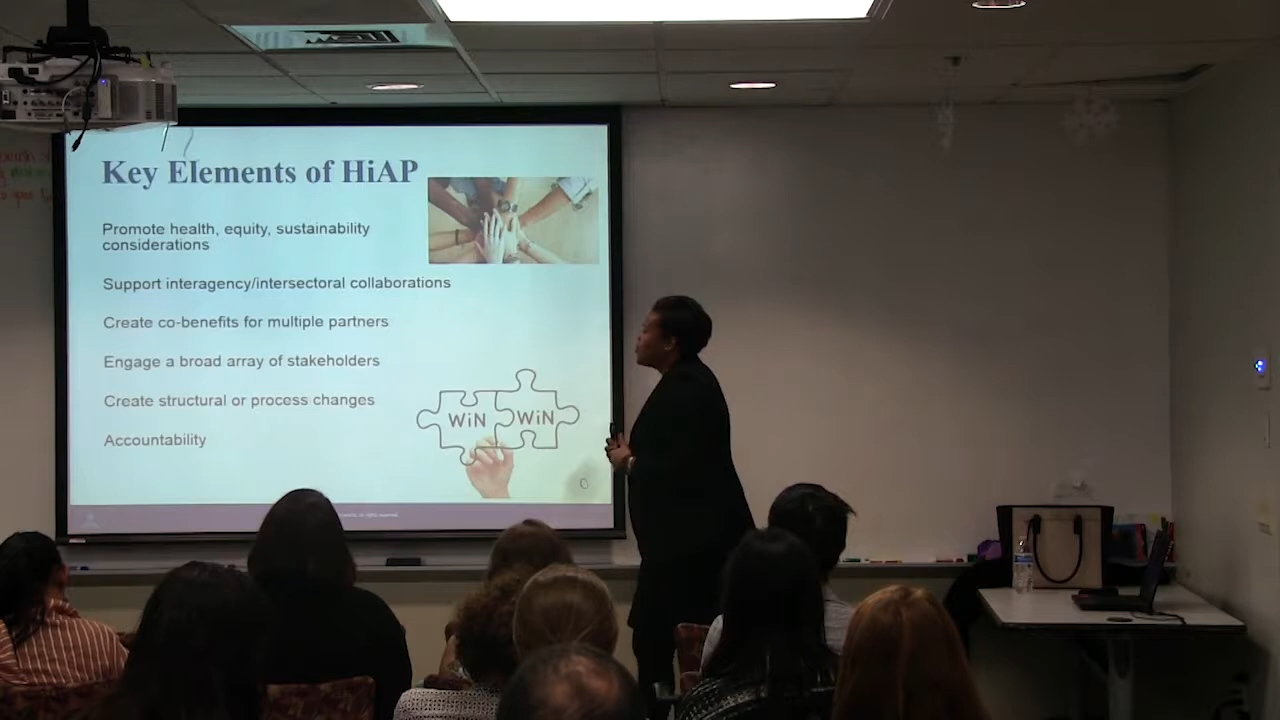 Key Elements of HiAP
Promote health, equity, sustainability
considerations
Support interagency/intersectoral collaborations
Create co-benefits for multiple partners
Engage a broad array of stakeholders
Create structural or process changes
Accountability
WiN WiN